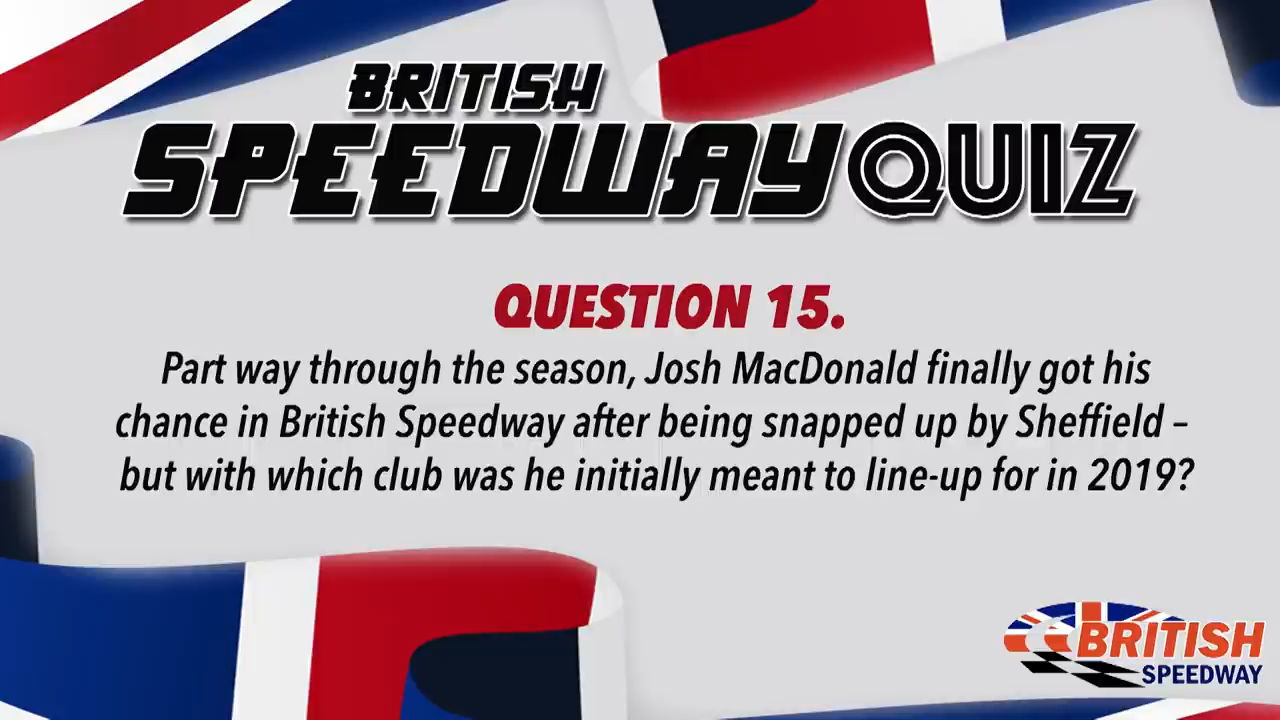 BRITISH
SPEEDWAY QUIZ
QUESTION 15.
Part way through the season, Josh MacDonald finally got his
chance in British Speedway after being snapped up by Sheffield –
but with which club was he initially meant to line-up for in 2019?
BRITISH
SPEEDWAY